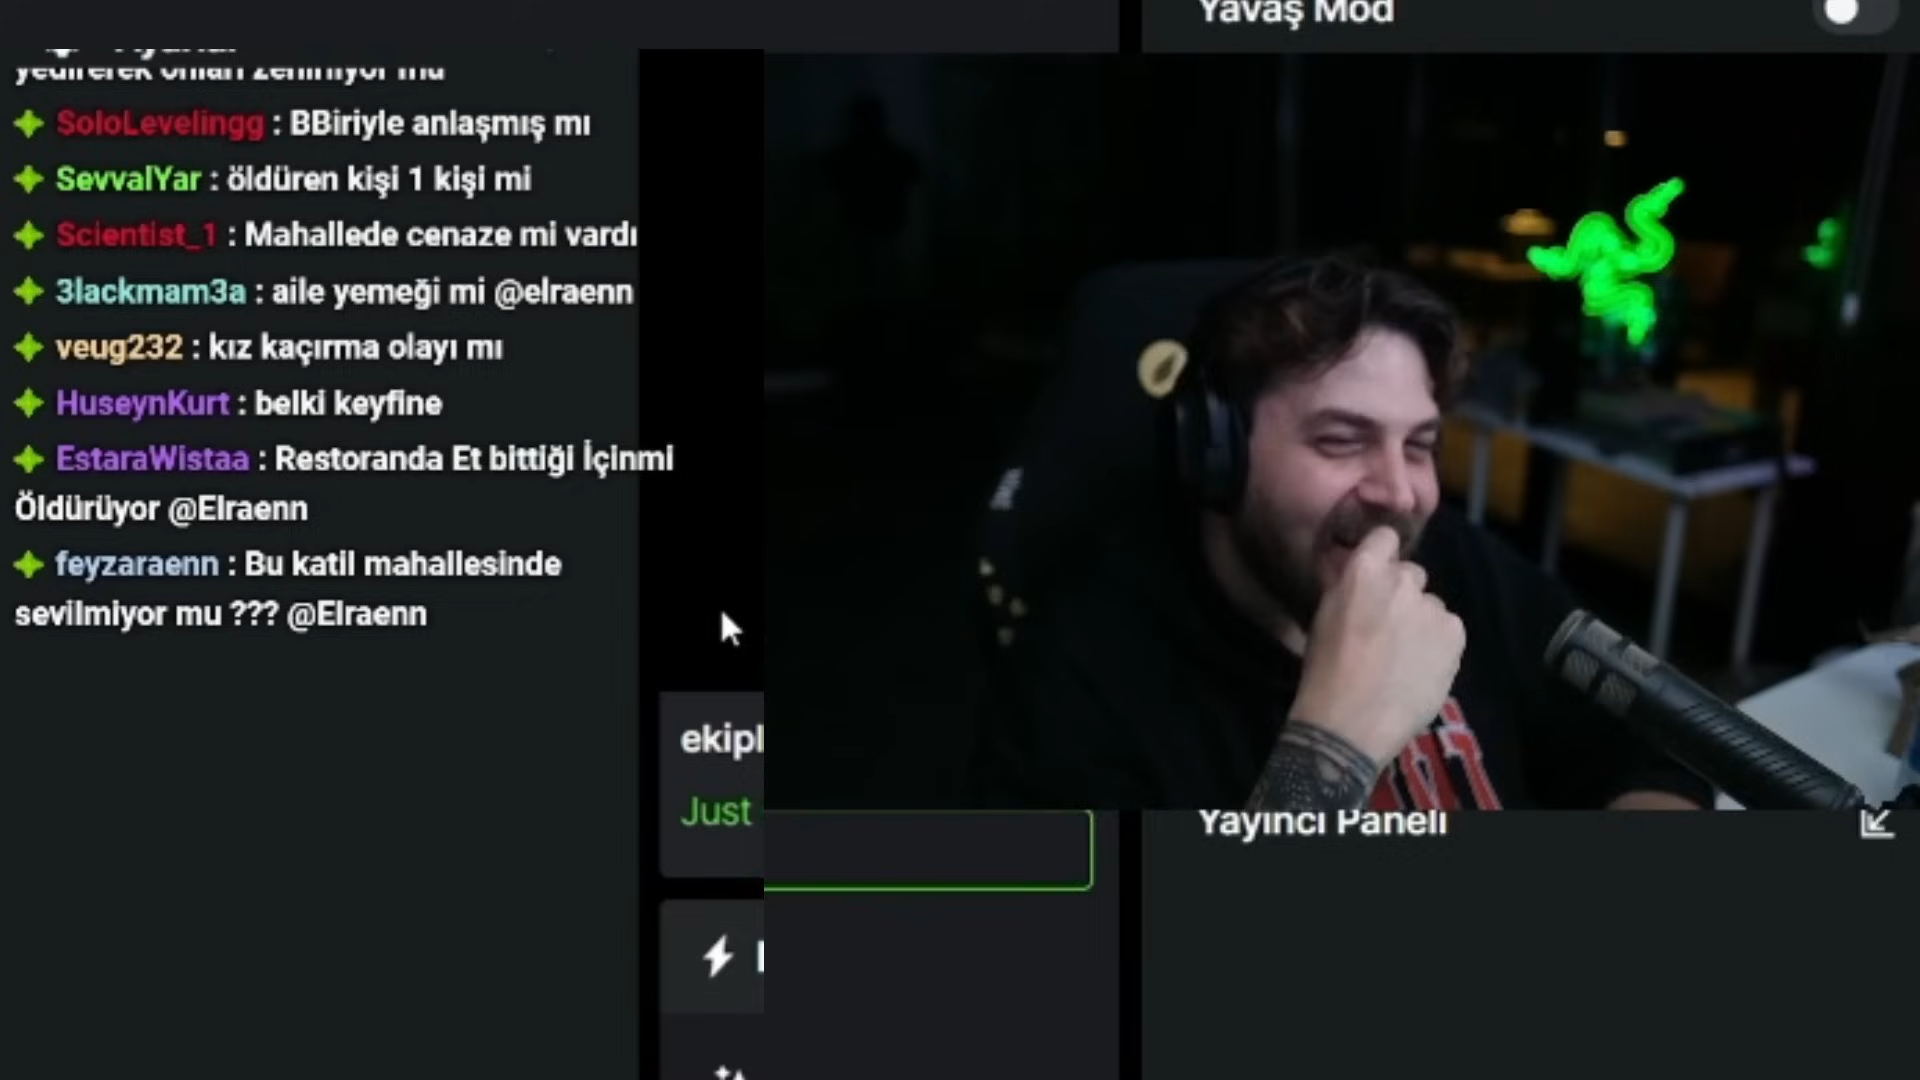 Yavaş Mod
SoloLevelingg : BBiriyle anlaşmış mı
SevvalYar : öldüren kişi 1 kişi mi
Scientist_1 : Mahallede cenaze mi vardı
3lackmam3a : aile yemeği mi @elraenn
veug232 : kız kaçırma olayı mı
HuseynKurt : belki keyfine
EstaraWistaa : Restoranda Et bittiği İçinmi
Öldürüyor @Elraenn
feyzaraenn : Bu katil mahallesinde
sevilmiyor mu ??? @Elraenn
ekipl
Just
Yayıncı Paneli